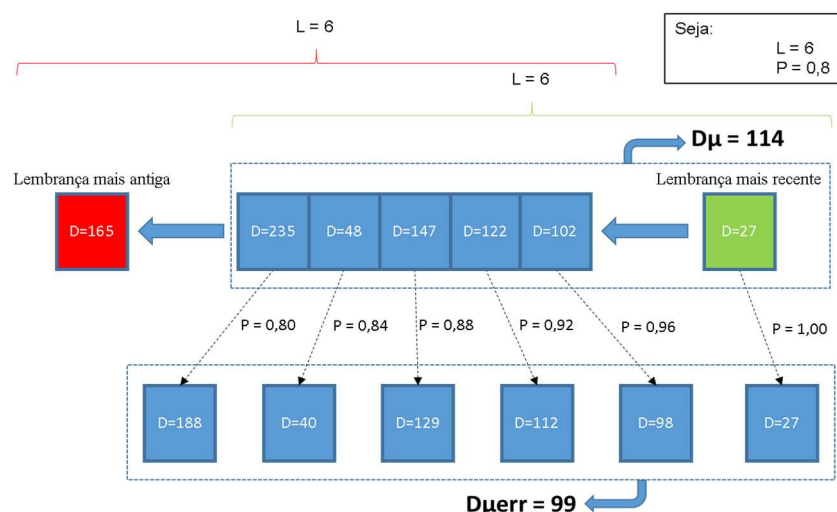 L = 6
Seja:
L = 6
P = 0,8
L = 6
Dμ = 114
Lembrança mais antiga
Lembrança mais recente
D=165
D=235
D=48
D=147
D=122
D=102
D=27
P = 0,80
P = 0,84
P = 0,88
P = 0,92
P = 0,96
P = 1,00
D=188
D=40
D=129
D=112
D=98
D=27
Dμerr = 99